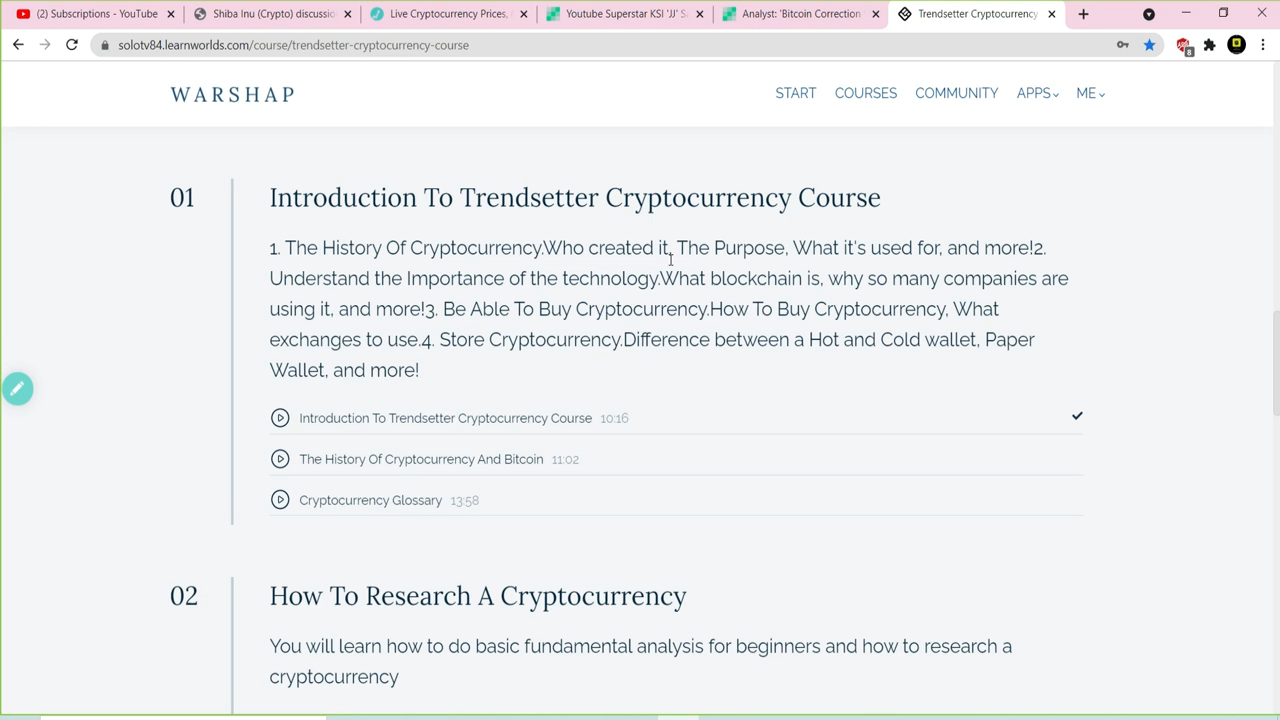 (2) Subscriptions - YouTube
Shiba Inu (Crypto) discussio
Live Cryptocurrency Prices,
Youtube Superstar KSI 'JJ' S
Analyst: 'Bitcoin Correction
Trendsetter Cryptocurrency
solotv84.learnworlds.com/course/trendsetter-cryptocurrency-course
8
WARSHAP
START COURSES COMMUNITY APPS ME
01
Introduction To Trendsetter Cryptocurrency Course
1. The History Of Cryptocurrency.Who created it, The Purpose, What it's used for, and more!2.
Understand the Importance of the technology.What blockchain is, why so many companies are
using it, and more!3. Be Able To Buy Cryptocurrency.How To Buy Cryptocurrency, What
exchanges to use.4. Store Cryptocurrency.Difference between a Hot and Cold wallet, Paper
Wallet, and more!
Introduction To Trendsetter Cryptocurrency Course 10:16
The History Of Cryptocurrency And Bitcoin 11:02
Cryptocurrency Glossary 13:58
02
How To Research A Cryptocurrency
You will learn how to do basic fundamental analysis for beginners and how to research a
cryptocurrency